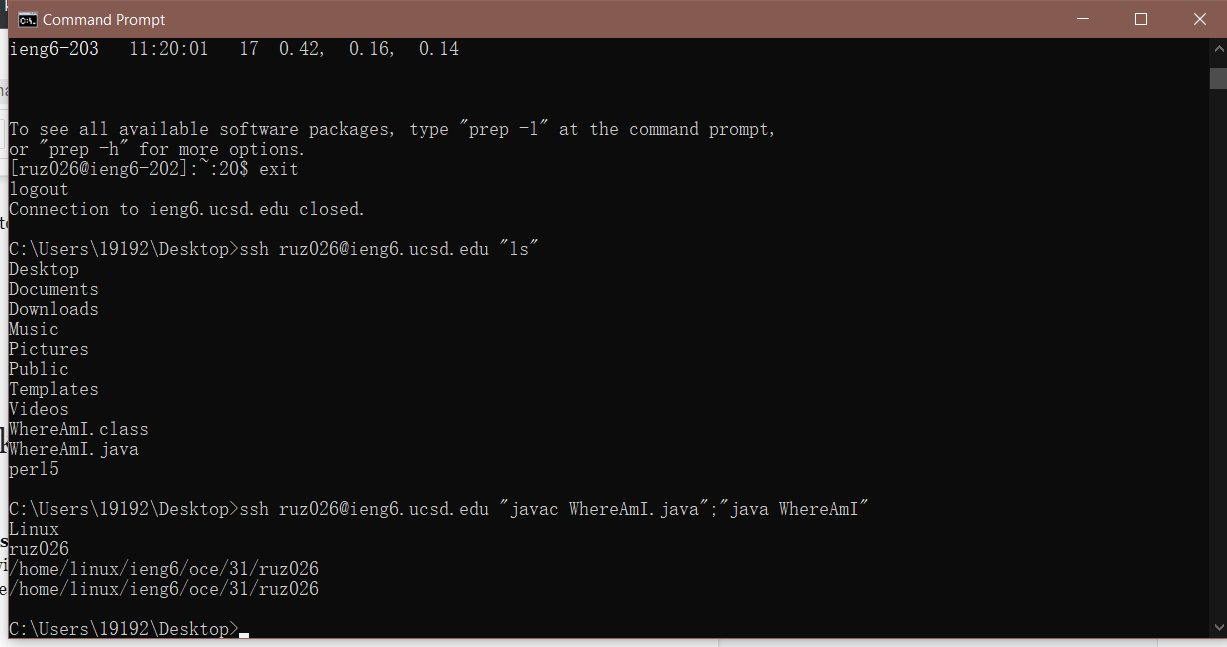 Command Prompt
ieng6-203   11:20:01   17  0.42,  0.16,  0.14
To see all available software packages, type "prep -l" at the command prompt,
or "prep -h" for more options.
[ruz026@ieng6-202]:~:20$ exit
logout
Connection to ieng6.ucsd.edu closed.
C:\Users\19192\Desktop>ssh ruz026@ieng6.ucsd.edu "ls"
Desktop
Documents
Downloads
Music
Pictures
Public
Templates
Videos
WhereAmI.class
WhereAmI.java
perl5
C:\Users\19192\Desktop>ssh ruz026@ieng6.ucsd.edu "javac WhereAmI.java";"java WhereAmI"
Linux
ruz026
/home/linux/ieng6/oce/31/ruz026
/home/linux/ieng6/oce/31/ruz026
C:\Users\19192\Desktop>